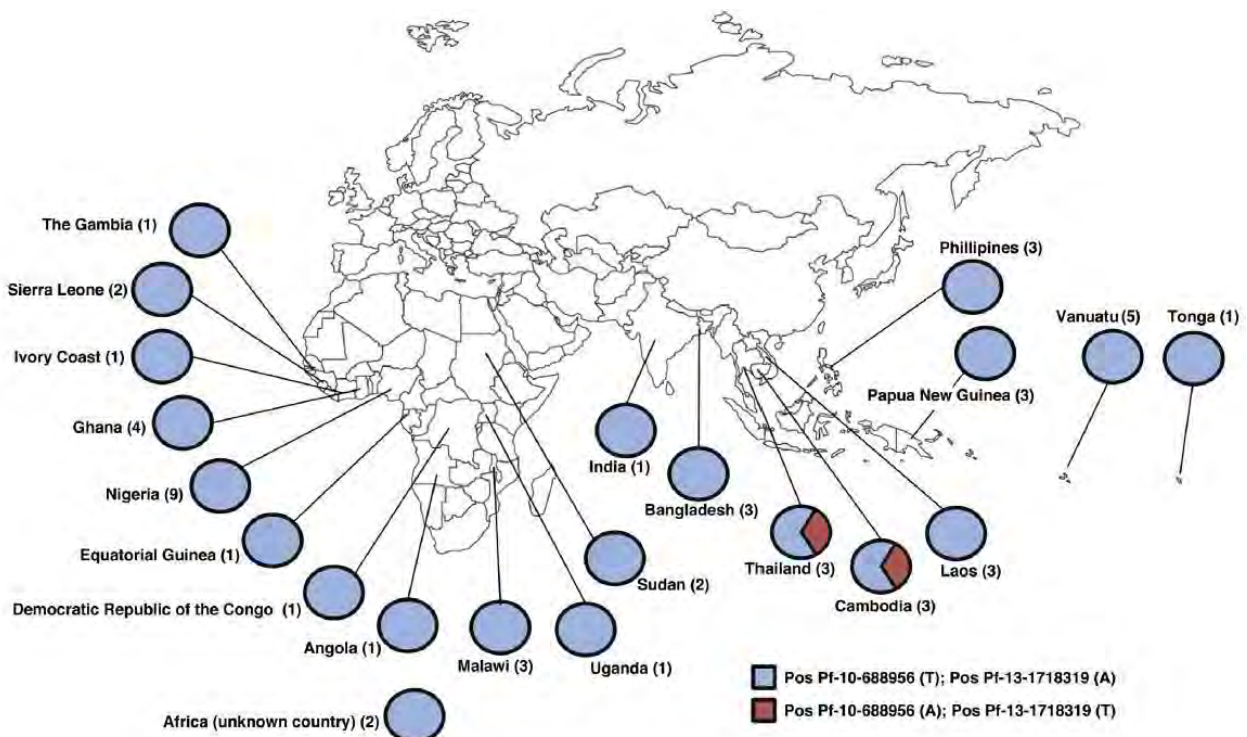 The Gambia (1)
Sierra Leone (2)
Ivory Coast (1)
Ghana (4)
Nigeria (9)
Equatorial Guinea (1)
Democratic Republic of the Congo (1)
Angola (1)
Malawi (3)
Uganda (1)
Sudan (2)
Africa (unknown country) (2)
India (1)
Bangladesh (3)
Thailand (3)
Cambodia (3)
Laos (3)
Phillipines (3)
Papua New Guinea (3)
Vanuatu (5)
Tonga (1)
Pos Pf-10-688956 (T); Pos Pf-13-1718319 (A)
Pos Pf-10-688956 (A); Pos Pf-13-1718319 (T)